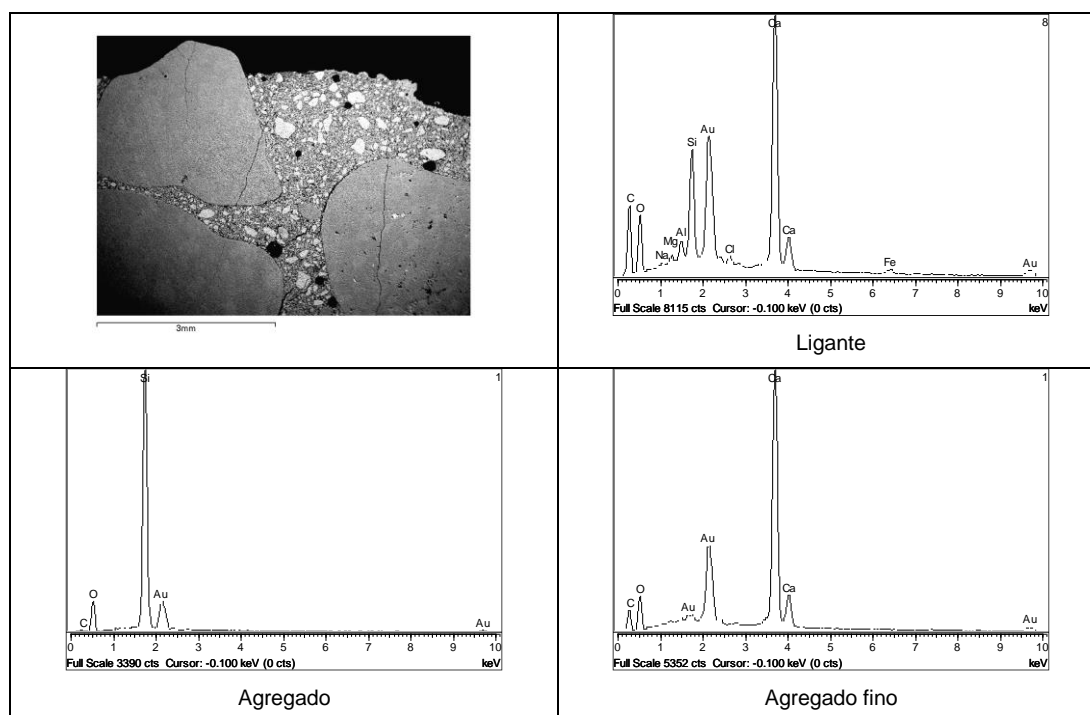 3mm
8
Ca
Au
Si
C
O
Ca
Al
Mg
Na
Cl
Fe
Au
0 1 2 3 4 5 6 7 8 9 10
Full Scale 8115 cts Cursor: -0.100 keV (0 cts) keV
Ligante
Si
1
O
Au
C
Au
0 1 2 3 4 5 6 7 8 9 10
Full Scale 3390 cts Cursor: -0.100 keV (0 cts) keV
Agregado
Ca
1
Au
O
Ca
C
Au
Au
0 1 2 3 4 5 6 7 8 9 10
Full Scale 5352 cts Cursor: -0.100 keV (0 cts) keV
Agregado fino